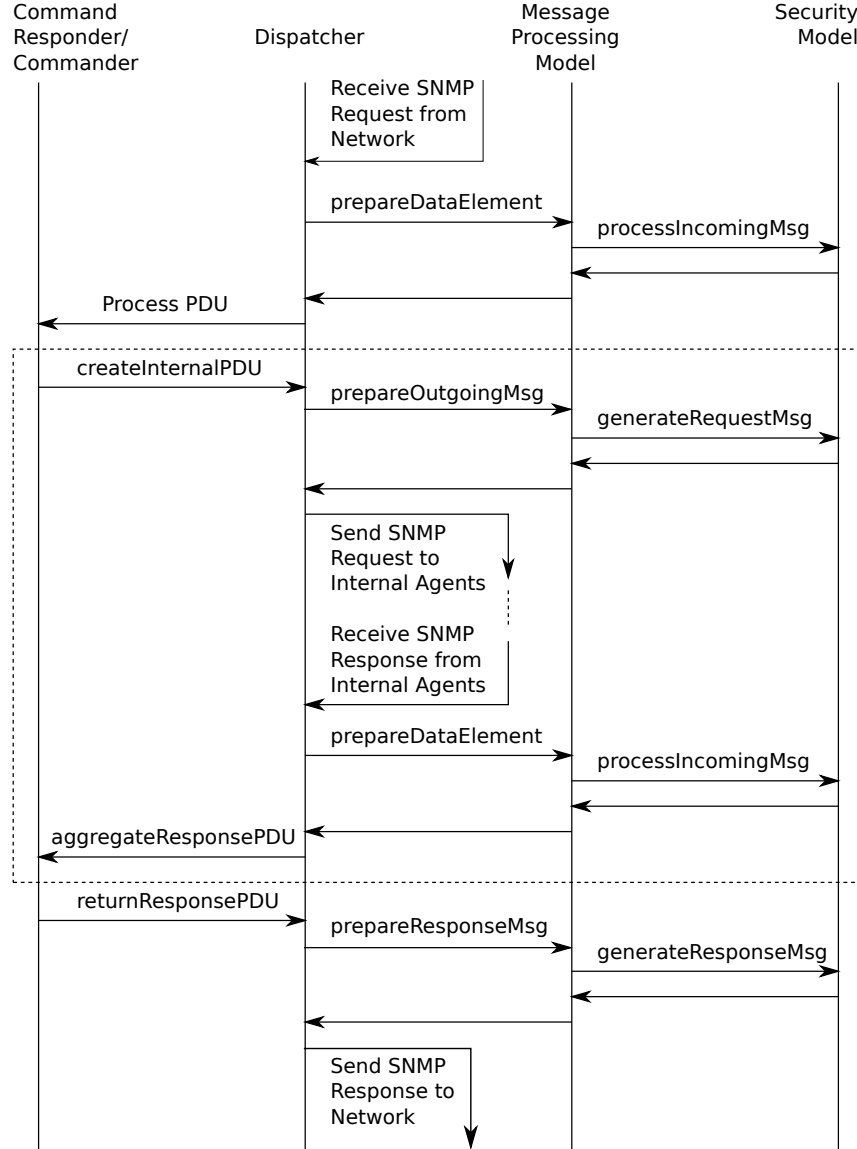 Command
Responder/
Commander
Dispatcher
Message
Processing
Model
Security
Model
Receive SNMP
Request from
Network
prepareDataElement
processIncomingMsg
Process PDU
createInternalPDU
prepareOutgoingMsg
generateRequestMsg
Send SNMP
Request to
Internal Agents
Receive SNMP
Response from
Internal Agents
prepareDataElement
processIncomingMsg
aggregateResponsePDU
returnResponsePDU
prepareResponseMsg
generateResponseMsg
Send SNMP
Response to
Network